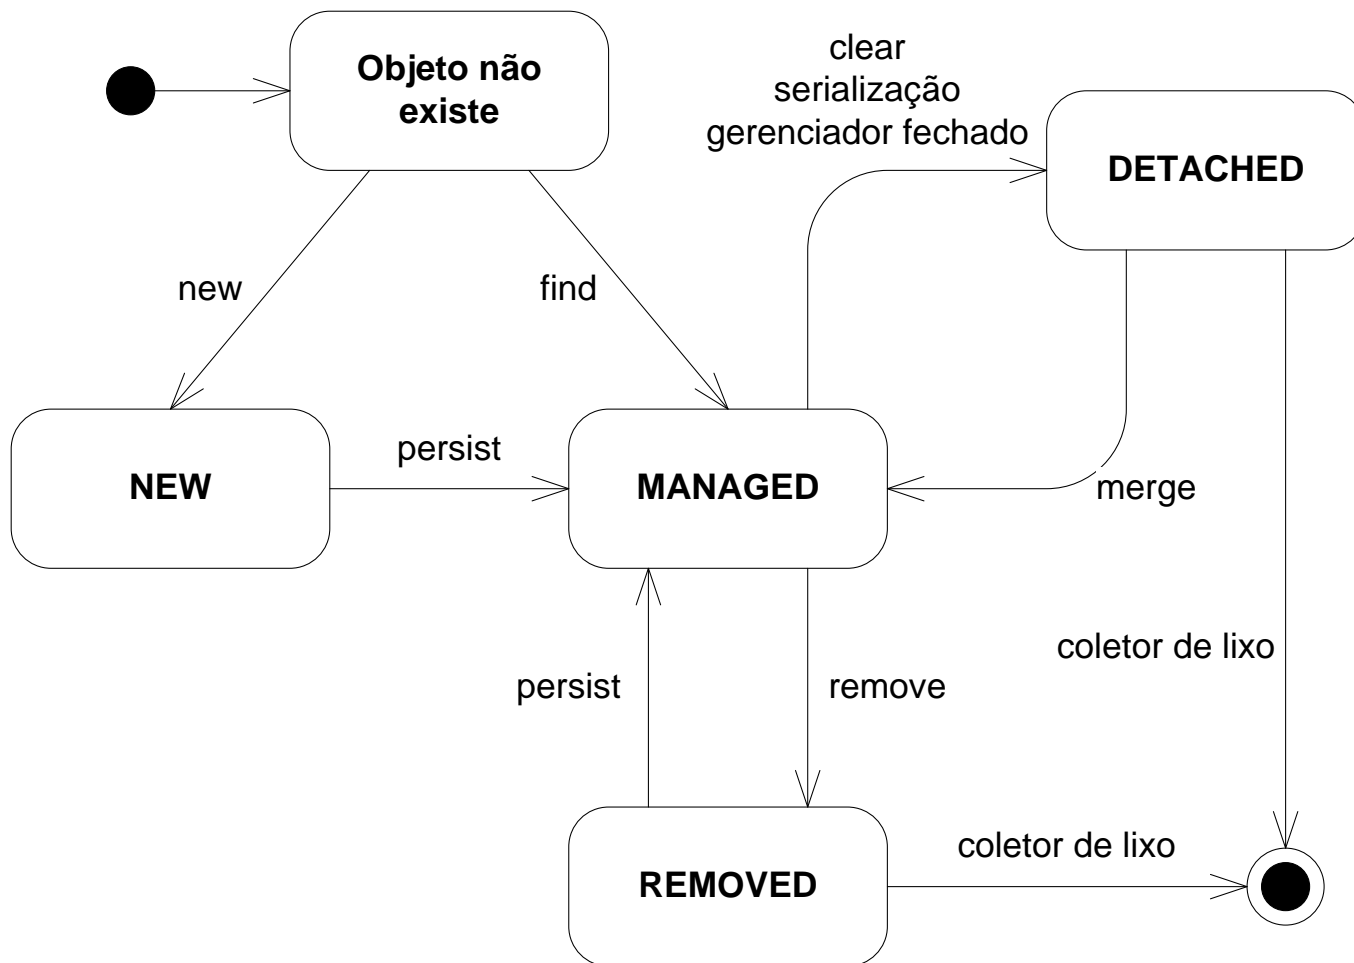 Objeto não
existe
clear
serialização
gerenciador fechado
DETACHED
new
find
NEW
persist
MANAGED
merge
persist
remove
coletor de lixo
REMOVED
coletor de lixo